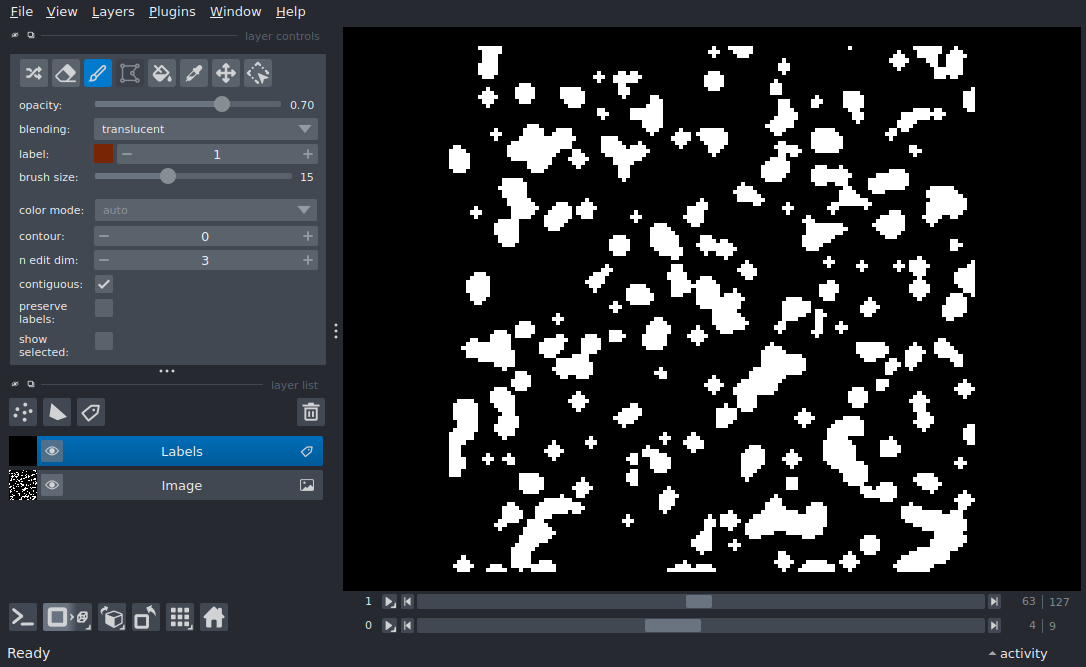 File View Layers Plugins Window Help
layer controls
opacity: 0.70
blending: translucent
label: 1
brush size: 15
color mode: auto
contour: 0
n edit dim: 3
contiguous:
preserve
labels:
show
selected:
layer list
Labels
Image
1 63 127
0 4 9
Ready activity